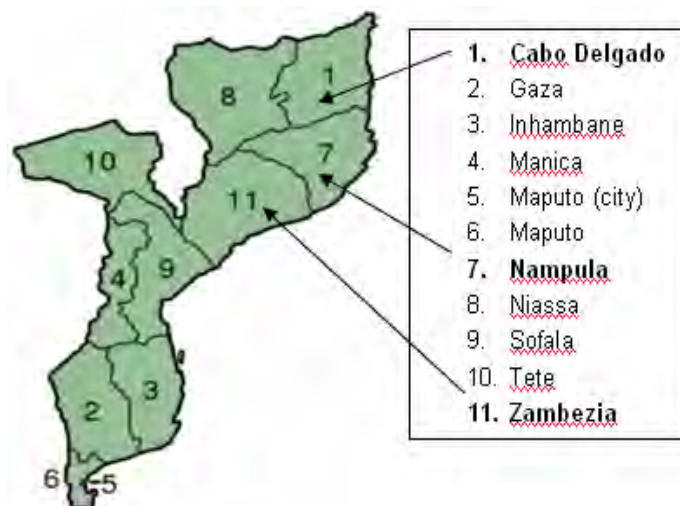 1. Cabo Delgado
2. Gaza
3. Inhambane
4. Manica
5. Maputo (city)
6. Maputo
7. Nampula
8. Niassa
9. Sofala
10. Tete
11. Zambezia
1
8
7
10
11
4
9
3
2
6
5